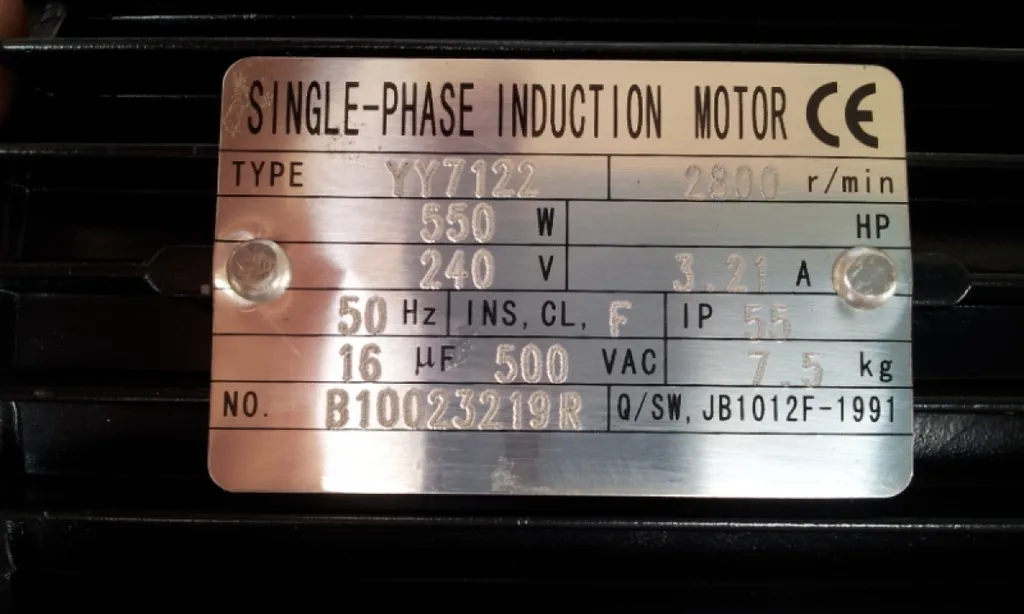 SINGLE-PHASE INDUCTION MOTOR CE
TYPE YY7122 2800 r/min
550 W HP
240 V 3.21 A
50 Hz INS, CL, F IP 55
16 μF 500 VAC 7.5 kg
NO. B10023219R Q/SW, JB1012F-1991